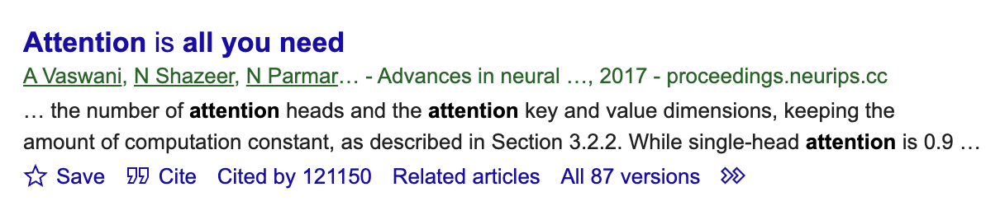 Attention is all you need
A Vaswani, N Shazeer, N Parmar… - Advances in neural …, 2017 - proceedings.neurips.cc
… the number of attention heads and the attention key and value dimensions, keeping the
amount of computation constant, as described in Section 3.2.2. While single-head attention is 0.9 …
Save Cite Cited by 121150 Related articles All 87 versions